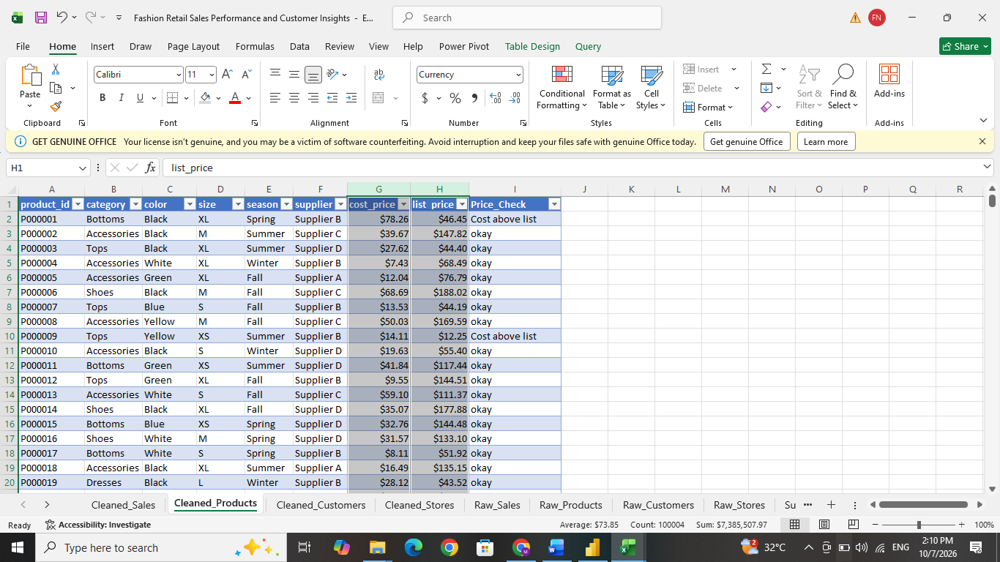 Fashion Retail Sales Performance and Customer Insights - E...
Search
FN
File Home Insert Draw Page Layout Formulas Data Review View Help Power Pivot Table Design Query
Share
Paste
Clipboard
Calibri 11
B I U
Font
ab
Alignment
Currency
$ % 9
Number
Conditional Formatting
Format as Table
Cell Styles
Styles
Insert
Delete
Format
Cells
Sort & Filter
Find & Select
Editing
Add-ins
Add-ins
GET GENUINE OFFICE Your license isn't genuine, and you may be a victim of software counterfeiting. Avoid interruption and keep your files safe with genuine Office today. Get genuine Office Learn more
H1 fx list_price
A B C D E F G H I J K L M N O P Q R
1 product_id category color size season supplier cost_price list_price Price_Check
2 P000001 Bottoms Black XL Spring Supplier B $78.26 $46.45 Cost above list
3 P000002 Accessories Black M Summer Supplier C $39.67 $147.82 okay
4 P000003 Tops Black XL Summer Supplier D $27.62 $44.40 okay
5 P000004 Accessories White XL Winter Supplier B $7.43 $68.49 okay
6 P000005 Accessories Green XL Fall Supplier A $12.04 $76.79 okay
7 P000006 Shoes Black M Fall Supplier C $68.69 $188.02 okay
8 P000007 Tops Blue S Fall Supplier B $13.53 $44.19 okay
9 P000008 Accessories Yellow M Fall Supplier C $50.03 $169.59 okay
10 P000009 Tops Yellow XS Summer Supplier B $14.11 $12.25 Cost above list
11 P000010 Accessories Black S Winter Supplier D $19.63 $55.40 okay
12 P000011 Bottoms Green XS Summer Supplier D $41.84 $117.44 okay
13 P000012 Tops Green XL Fall Supplier B $9.55 $144.51 okay
14 P000013 Accessories White S Fall Supplier C $59.10 $111.37 okay
15 P000014 Shoes Black XL Fall Supplier D $35.07 $177.88 okay
16 P000015 Bottoms Blue XS Spring Supplier D $32.76 $144.48 okay
17 P000016 Shoes White M Spring Supplier D $31.57 $133.10 okay
18 P000017 Bottoms White S Spring Supplier B $8.11 $51.92 okay
19 P000018 Accessories Black XL Summer Supplier A $16.49 $135.15 okay
20 P000019 Dresses Black L Winter Supplier B $28.12 $43.52 okay
Cleaned_Sales Cleaned_Products Cleaned_Customers Cleaned_Stores Raw_Sales Raw_Products Raw_Customers Raw_Stores Su ...
Ready Accessibility: Investigate Average: $73.85 Count: 100004 Sum: $7,385,507.97 100%
Type here to search
2 32°C ENG 2:10 PM
10/7/2026